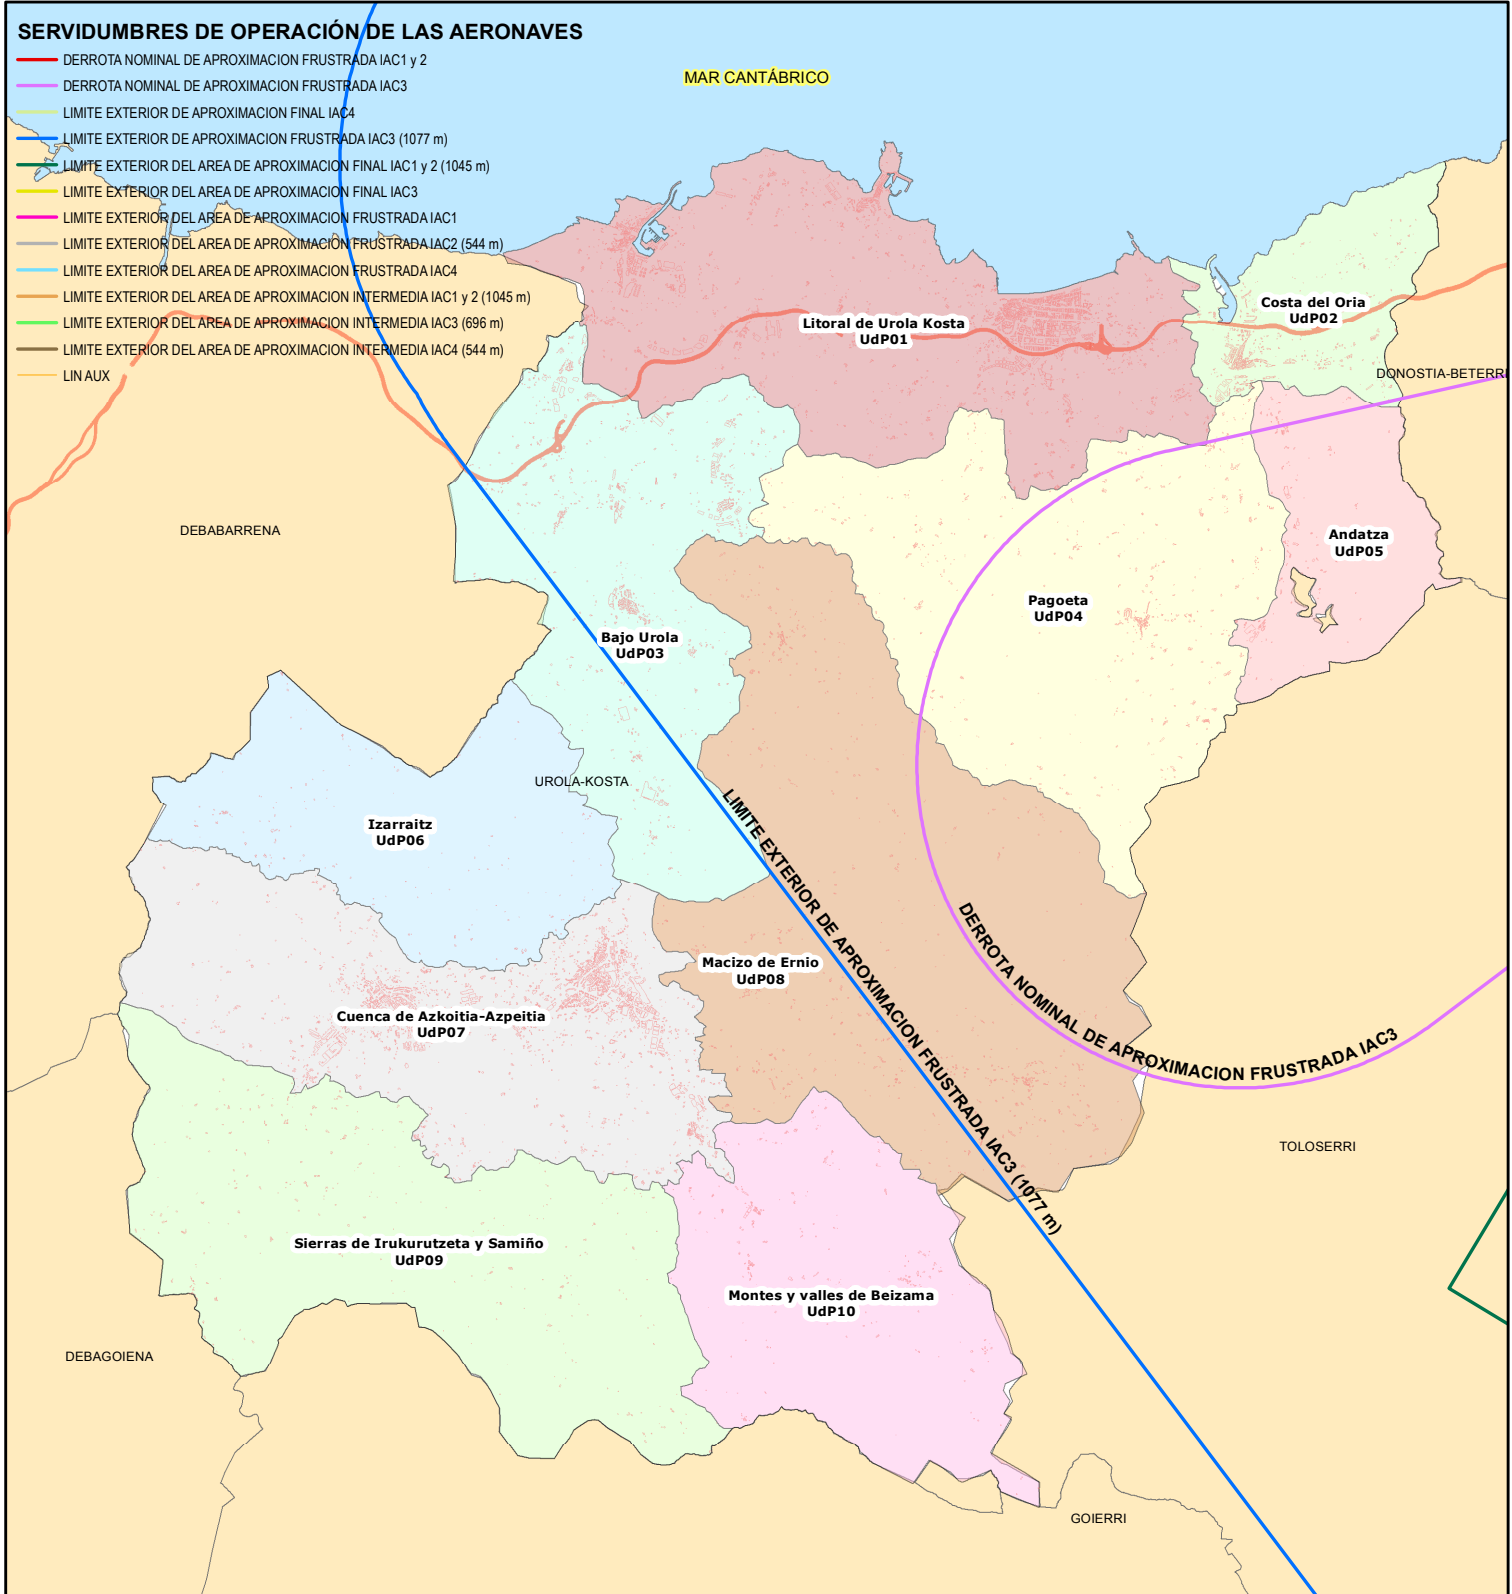 SERVIDUMBRES DE OPERACIÓN DE LAS AERONAVES
DERROTA NOMINAL DE APROXIMACION FRUSTRADA IAC1 y 2
DERROTA NOMINAL DE APROXIMACION FRUSTRADA IAC3
LIMITE EXTERIOR DE APROXIMACION FINAL IAC4
LIMITE EXTERIOR DE APROXIMACION FRUSTRADA IAC3 (1077 m)
LIMITE EXTERIOR DEL AREA DE APROXIMACION FINAL IAC1 y 2 (1045 m)
LIMITE EXTERIOR DEL AREA DE APROXIMACION FINAL IAC3
LIMITE EXTERIOR DEL AREA DE APROXIMACION FRUSTRADA IAC1
LIMITE EXTERIOR DEL AREA DE APROXIMACION FRUSTRADA IAC2 (544 m)
LIMITE EXTERIOR DEL AREA DE APROXIMACION FRUSTRADA IAC4
LIMITE EXTERIOR DEL AREA DE APROXIMACION INTERMEDIA IAC1 y 2 (1045 m)
LIMITE EXTERIOR DEL AREA DE APROXIMACION INTERMEDIA IAC3 (696 m)
LIMITE EXTERIOR DEL AREA DE APROXIMACION INTERMEDIA IAC4 (544 m)
LIN AUX
MAR CANTÁBRICO
Costa del Oria
UdP02
Litoral de Urola Kosta
UdP01
DONOSTIA-BETERRI
DEBABARRENA
Andatza
UdP05
Pagoeta
UdP04
Bajo Urola
UdP03
UROLA-KOSTA
Izarraitz
UdP06
LIMITE EXTERIOR DE APROXIMACION FRUSTRADA IAC3 (1077 m)
DERROTA NOMINAL DE APROXIMACION FRUSTRADA IAC3
Macizo de Ernio
UdP08
Cuenca de Azkoitia-Azpeitia
UdP07
TOLOSERRI
Sierras de Irukurutzeta y Samiño
UdP09
Montes y valles de Beizama
UdP10
DEBAGOIENA
GOIERRI